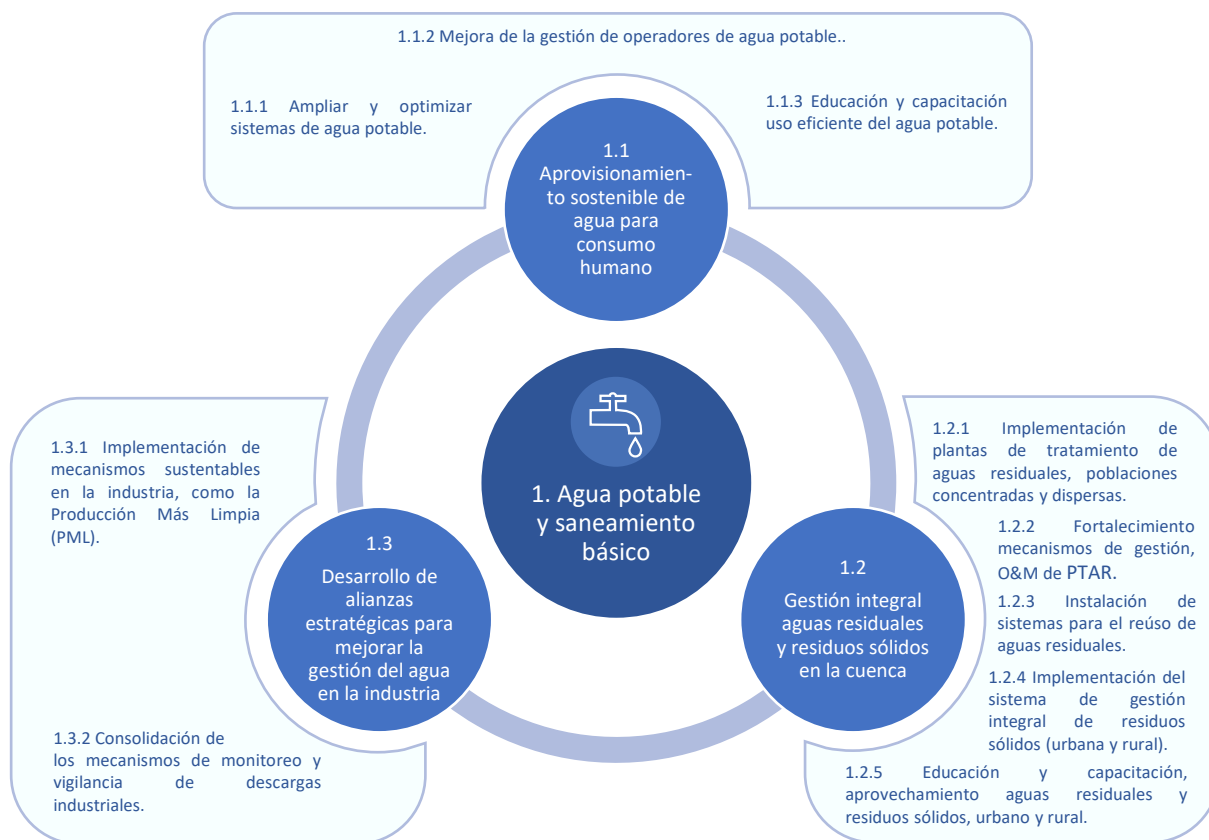 1.1.2 Mejora de la gestión de operadores de agua potable..
1.1.1 Ampliar y optimizar
sistemas de agua potable.
1.1.3 Educación y capacitación
uso eficiente del agua potable.
1.1
Aprovisionamien-
to sostenible de
agua para
consumo
humano
1. Agua potable
y saneamiento
básico
1.2.1 Implementación de
plantas de tratamiento de
aguas residuales, poblaciones
concentradas y dispersas.
1.2.2 Fortalecimiento
mecanismos de gestión,
O&M de PTAR.
1.2.3 Instalación de
sistemas para el reúso de
aguas residuales.
1.2.4 Implementación del
sistema de gestión
integral de residuos
sólidos (urbana y rural).
1.2.5 Educación y capacitación,
aprovechamiento aguas residuales y
residuos sólidos, urbano y rural.
1.2
Gestión integral
aguas residuales
y residuos sólidos
en la cuenca
1.3.1 Implementación de
mecanismos sustentables
en la industria, como la
Producción Más Limpia
(PML).
1.3
Desarrollo de
alianzas
estratégicas para
mejorar la
gestión del agua
en la industria
1.3.2 Consolidación de
los mecanismos de monitoreo y
vigilancia de descargas
industriales.